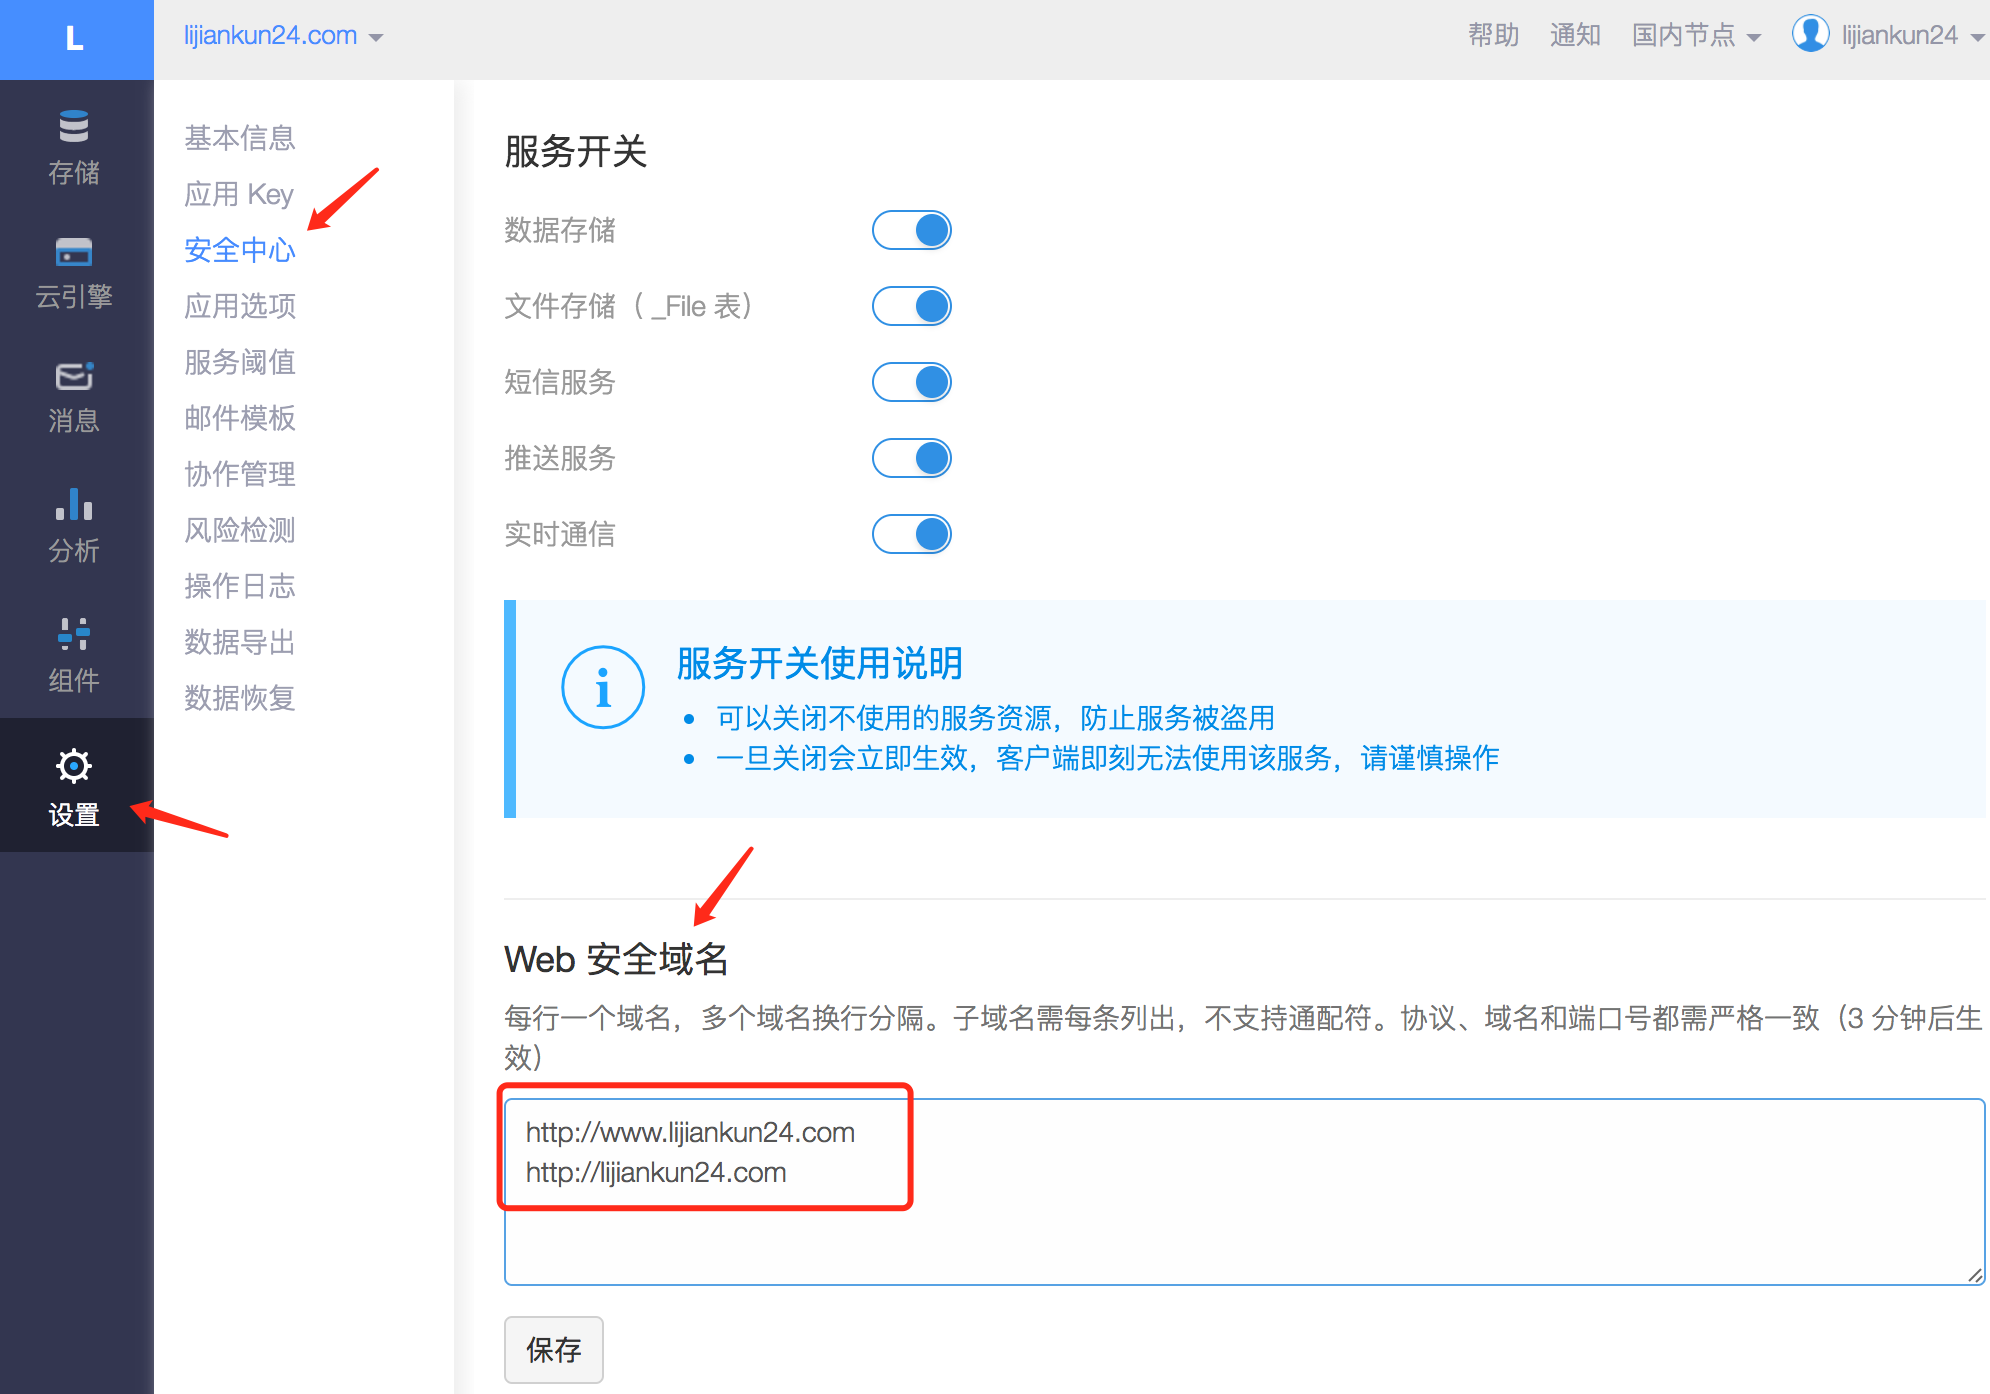 L
lijiankun24.com
帮助
通知
国内节点
lijiankun24
存储
云引擎
消息
分析
组件
设置
基本信息
应用 Key
安全中心
应用选项
服务阈值
邮件模板
协作管理
风险检测
操作日志
数据导出
数据恢复
服务开关
数据存储
文件存储（ _File 表）
短信服务
推送服务
实时通信
服务开关使用说明
可以关闭不使用的服务资源，防止服务被盗用
一旦关闭会立即生效，客户端即刻无法使用该服务，请谨慎操作
Web 安全域名
每行一个域名，多个域名换行分隔。子域名需每条列出，不支持通配符。协议、域名和端口号都需严格一致（3 分钟后生
效）
http://www.lijiankun24.com
http://lijiankun24.com
保存